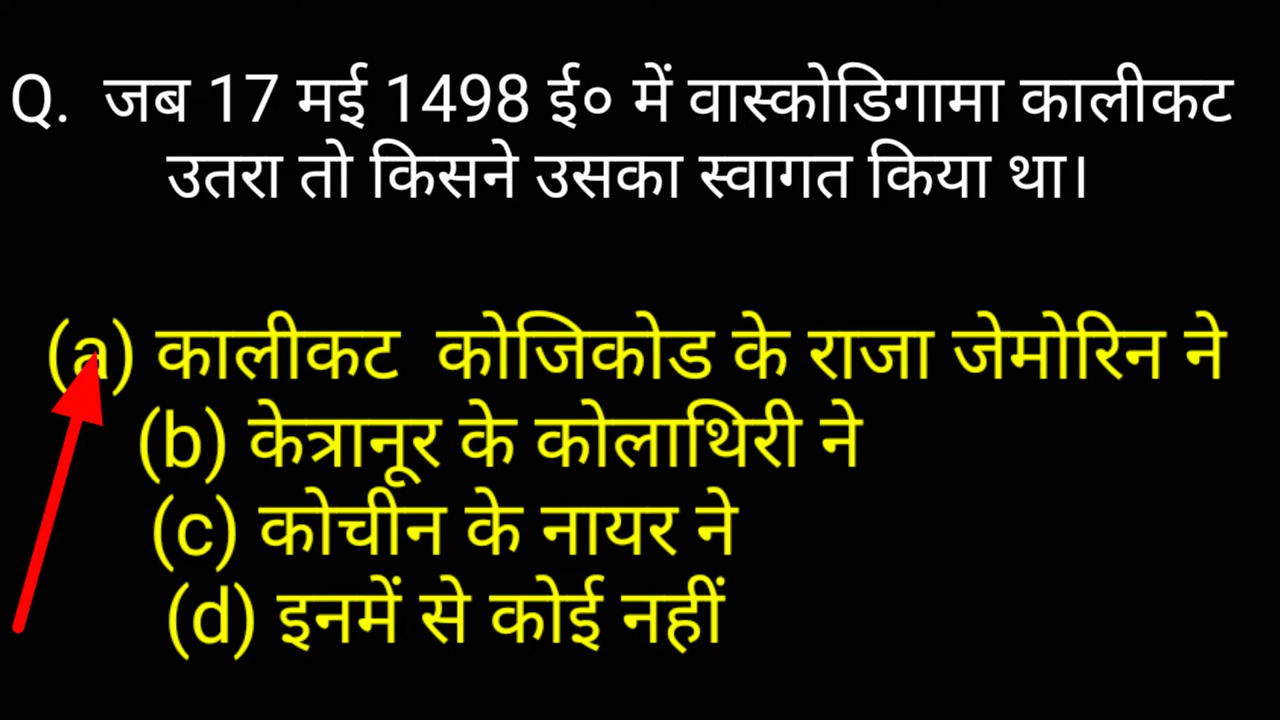 Q. जब 17 मई 1498 ई० में वास्कोडिगामा कालीकट
उतरा तो किसने उसका स्वागत किया था।
(a) कालीकट कोजिकोड के राजा जेमोरिन ने
(b) केत्रानूर के कोलाथिरी ने
(c) कोचीन के नायर ने
(d) इनमें से कोई नहीं